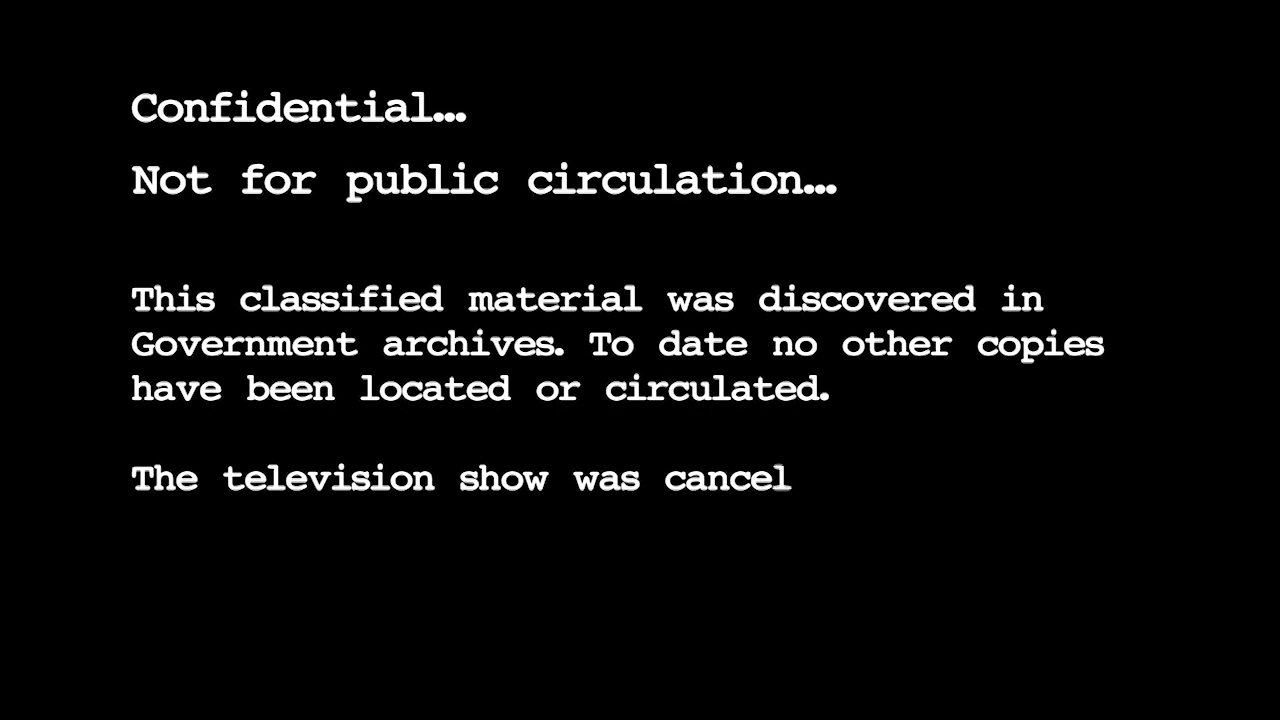 Confidential…
Not for public circulation…
This classified material was discovered in
Government archives. To date no other copies
have been located or circulated.
The television show was cancel